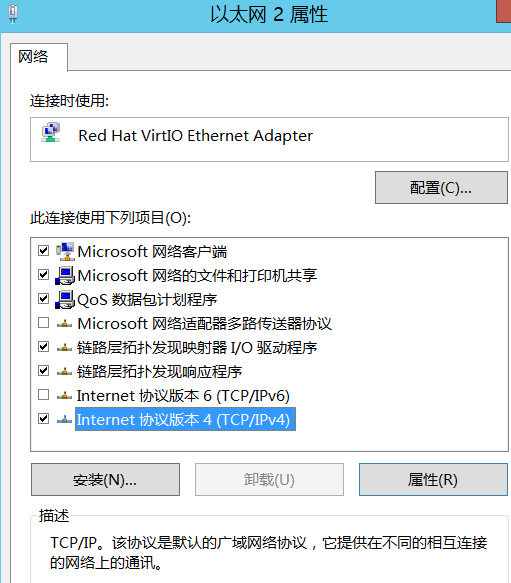 以太网 2 属性
网络
连接时使用:
Red Hat VirtIO Ethernet Adapter
配置(C)...
此连接使用下列项目(O):
Microsoft 网络客户端
Microsoft 网络的文件和打印机共享
QoS 数据包计划程序
Microsoft 网络适配器多路传送器协议
链路层拓扑发现映射器 I/O 驱动程序
链路层拓扑发现响应程序
Internet 协议版本 6 (TCP/IPv6)
Internet 协议版本 4 (TCP/IPv4)
安装(N)...
卸载(U)
属性(R)
描述
TCP/IP。该协议是默认的广域网络协议，它提供在不同的相互连接
的网络上的通讯。